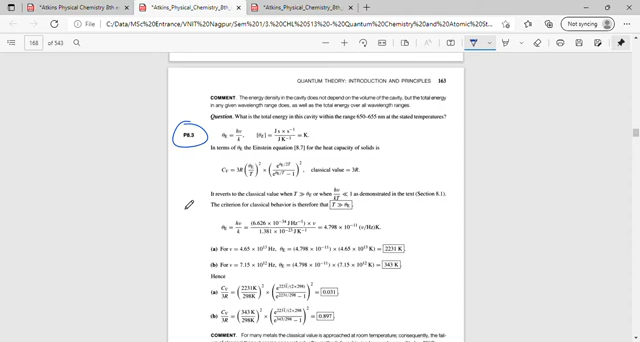 "Atkins Physical Chemistry 8th e
"Atkins_Physical_Chemistry_8th_
"Atkins_Physical_Chemistry_8th_
File | C:/Data/MSc%20Entrance/VNIT%20Nagpur/Sem%201/3.%20CHL%20513%20-%20Quantum%20Chemistry%20and%20Atomic%20St...
Not syncing
168 of 543
QUANTUM THEORY: INTRODUCTION AND PRINCIPLES 163
COMMENT. The energy density in the cavity does not depend on the volume of the cavity, but the total energy
in any given wavelength range does, as well as the total energy over all wavelength ranges.
Question. What is the total energy in this cavity within the range 650–655 nm at the stated temperatures?
P8.3
θE = hν/k, [θE] = J s × s⁻¹ / J K⁻¹ = K.
In terms of θE the Einstein equation [8.7] for the heat capacity of solids is
CV = 3R (θE/T)² × (e^(θE/2T) / (e^(θE/T) − 1))², classical value = 3R.
It reverts to the classical value when T ≫ θE or when hν/kT ≪ 1 as demonstrated in the text (Section 8.1).
The criterion for classical behavior is therefore that T ≫ θE.
θE = hν/k = (6.626 × 10⁻³⁴ J Hz⁻¹) × ν / 1.381 × 10⁻²³ J K⁻¹ = 4.798 × 10⁻¹¹ (ν/Hz)K.
(a) For ν = 4.65 × 10¹³ Hz, θE = (4.798 × 10⁻¹¹) × (4.65 × 10¹³ K) = 2231 K.
(b) For ν = 7.15 × 10¹² Hz, θE = (4.798 × 10⁻¹¹) × (7.15 × 10¹² K) = 343 K.
Hence
(a) CV/3R = (2231 K/298 K)² × (e^(2231/(2×298)) / (e^(2231/298) − 1))² = 0.031.
(b) CV/3R = (343 K/298 K)² × (e^(343/(2×298)) / (e^(343/298) − 1))² = 0.897.
COMMENT. For many metals the classical value is approached at room temperature; consequently, the fail-